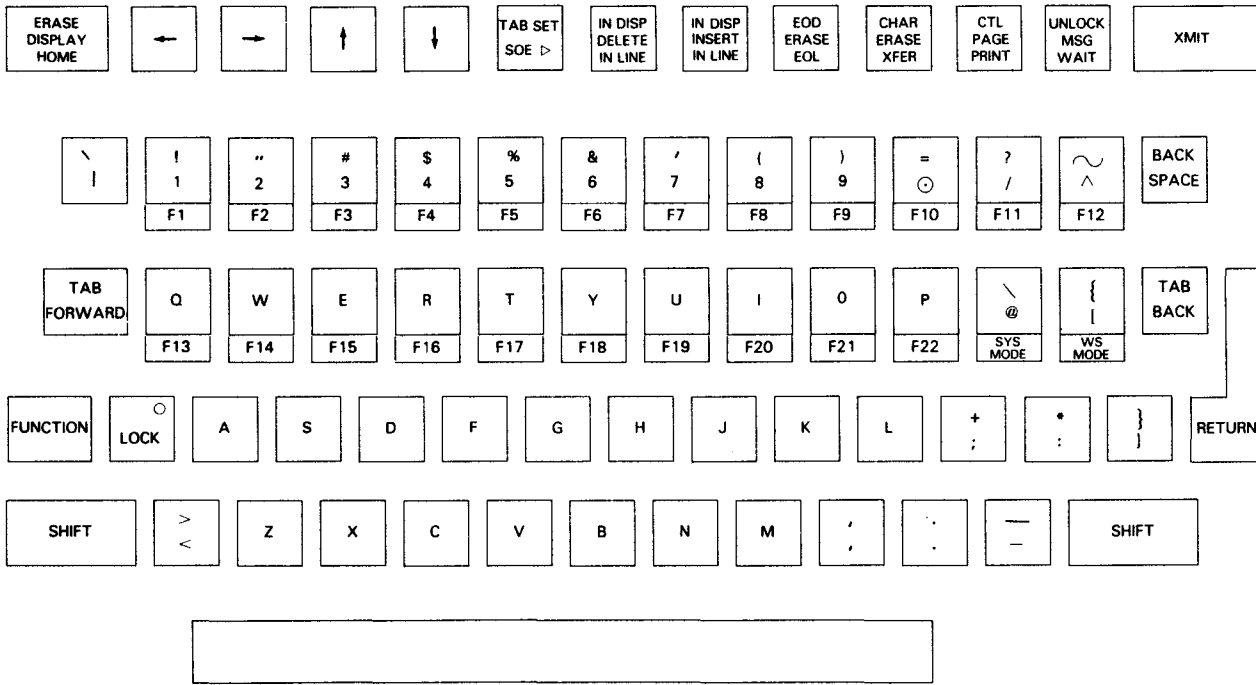 ERASE DISPLAY HOME
←
→
↑
↓
TAB SET SOE ▷
IN DISP DELETE IN LINE
IN DISP INSERT IN LINE
EOD ERASE EOL
CHAR ERASE XFER
CTL PAGE PRINT
UNLOCK MSG WAIT
XMIT
\ |
! 1 F1
" 2 F2
# 3 F3
$ 4 F4
% 5 F5
& 6 F6
' 7 F7
( 8 F8
) 9 F9
= ⊙ F10
? / F11
~ ^ F12
BACK SPACE
TAB FORWARD
Q F13
W F14
E F15
R F16
T F17
Y F18
U F19
I F20
O F21
P F22
\ @ SYS MODE
{ [ WS MODE
TAB BACK
FUNCTION
LOCK
A
S
D
F
G
H
J
K
L
+ ;
* :
} ]
RETURN
SHIFT
> <
Z
X
C
V
B
N
M
, ,
. .
— –
SHIFT